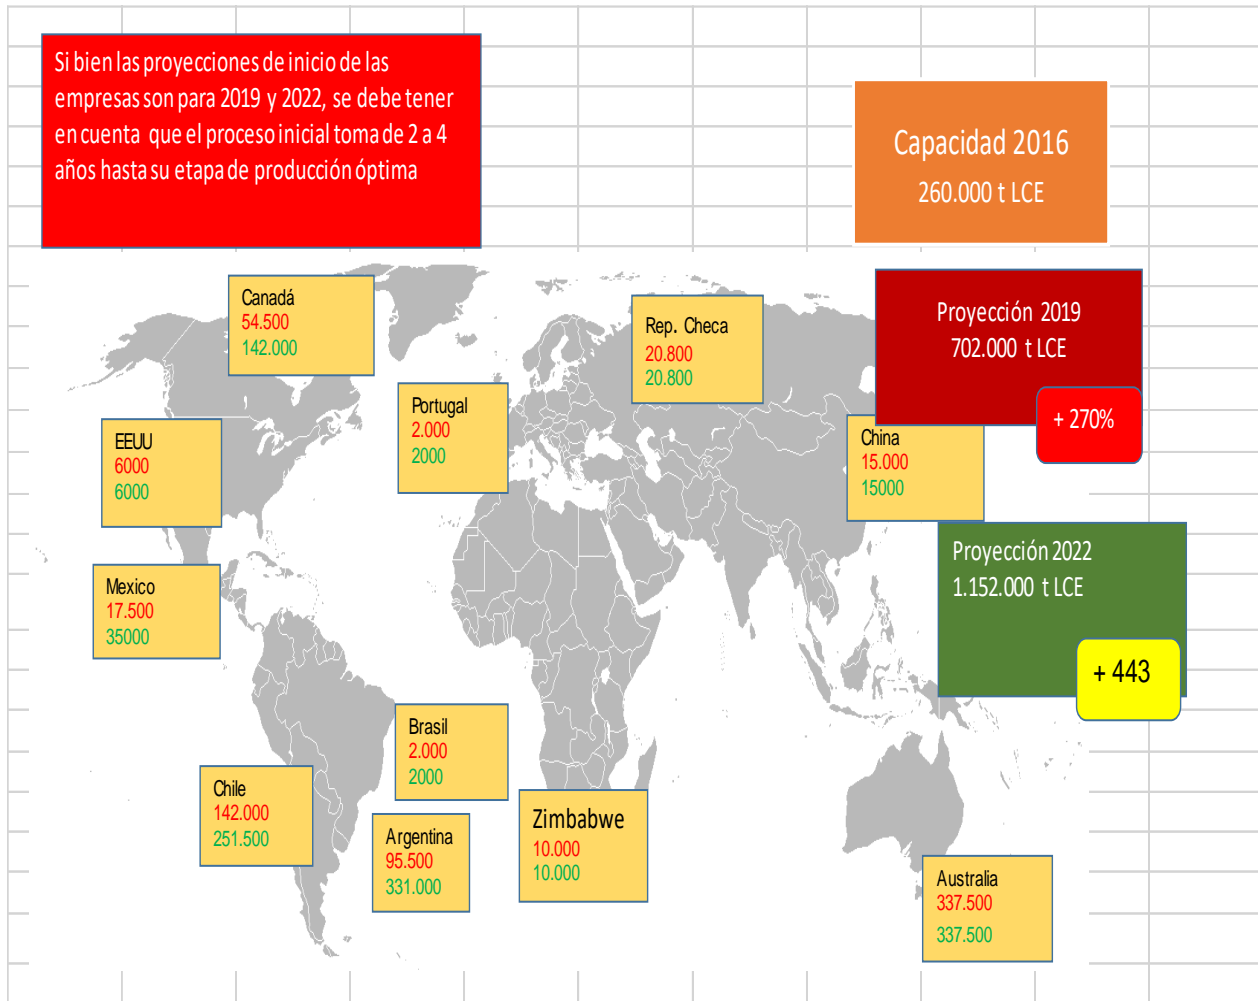 Si bien las proyecciones de inicio de las
empresas son para 2019 y 2022, se debe tener
en cuenta que el proceso inicial toma de 2 a 4
años hasta su etapa de producción óptima
Capacidad 2016
260.000 t LCE
Canadá
54.500
142.000
Rep. Checa
20.800
20.800
Proyección 2019
702.000 t LCE
+ 270%
Portugal
2.000
2000
EEUU
6000
6000
China
15.000
15000
Proyección 2022
1.152.000 t LCE
+ 443
Mexico
17.500
35000
Brasil
2.000
2000
Chile
142.000
251.500
Argentina
95.500
331.000
Zimbabwe
10.000
10.000
Australia
337.500
337.500